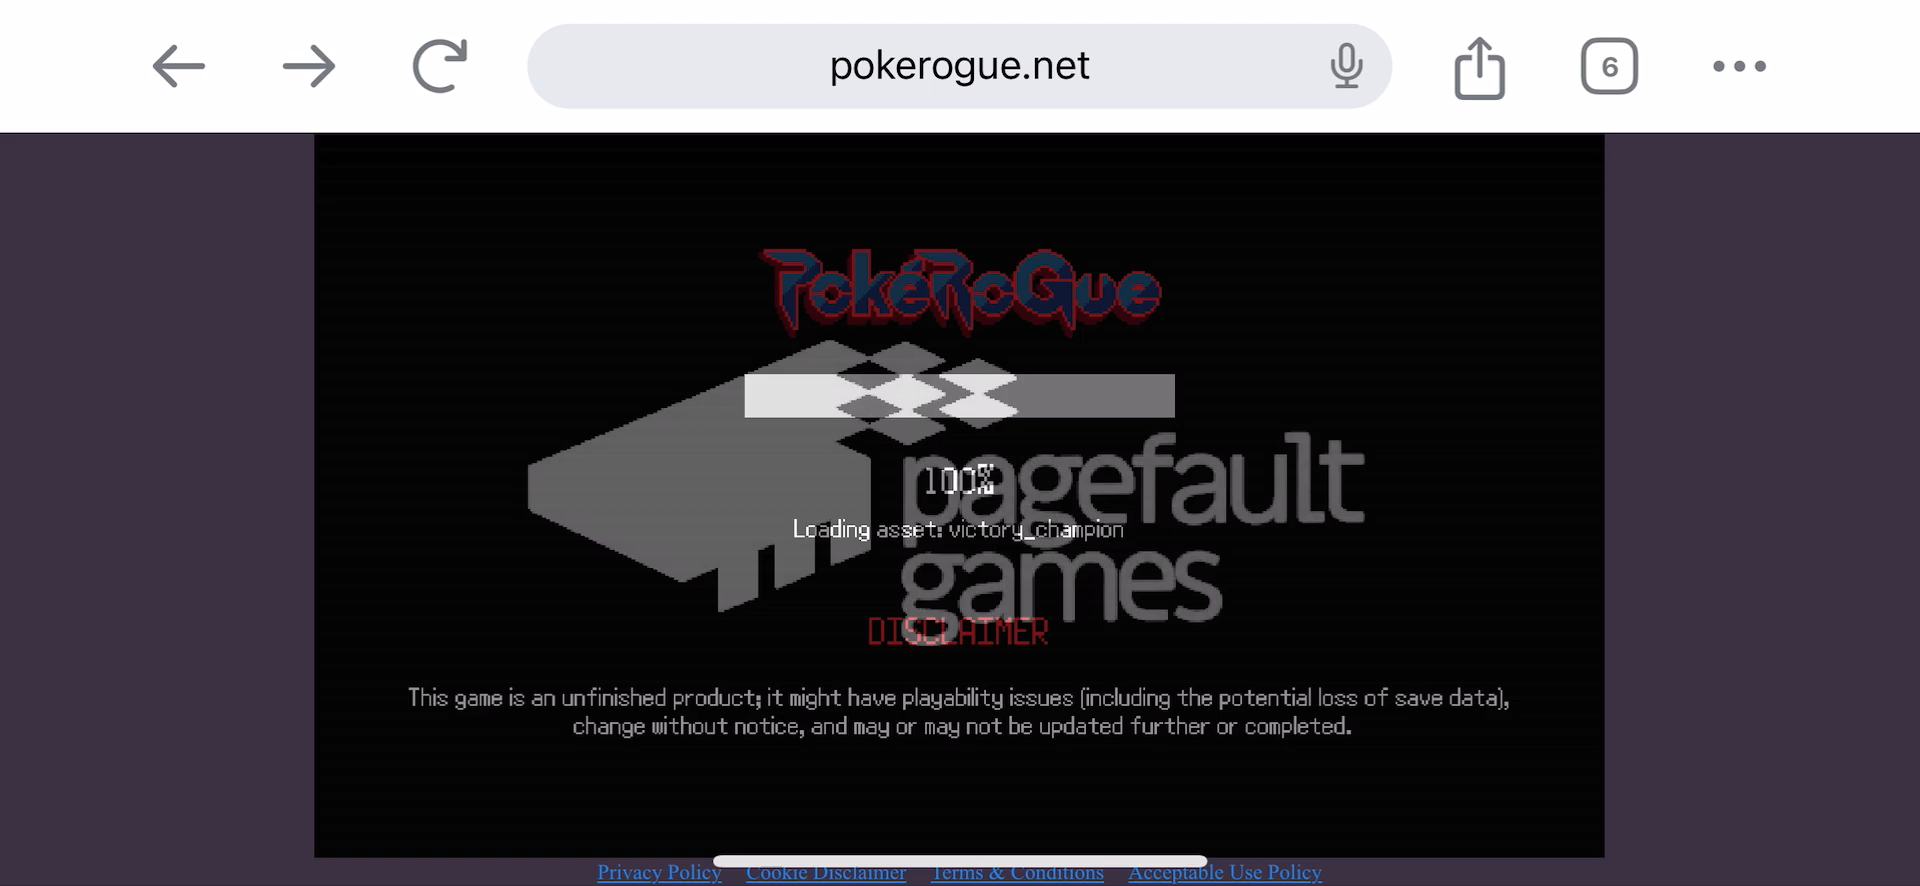 pokerogue.net
6
PokéRoGue
100%
pagefault
Loading asset: victory_champion
games
DISCLAIMER
This game is an unfinished product; it might have playability issues (including the potential loss of save data),
change without notice, and may or may not be updated further or completed.
Privacy Policy Cookie Disclaimer Terms & Conditions Acceptable Use Policy